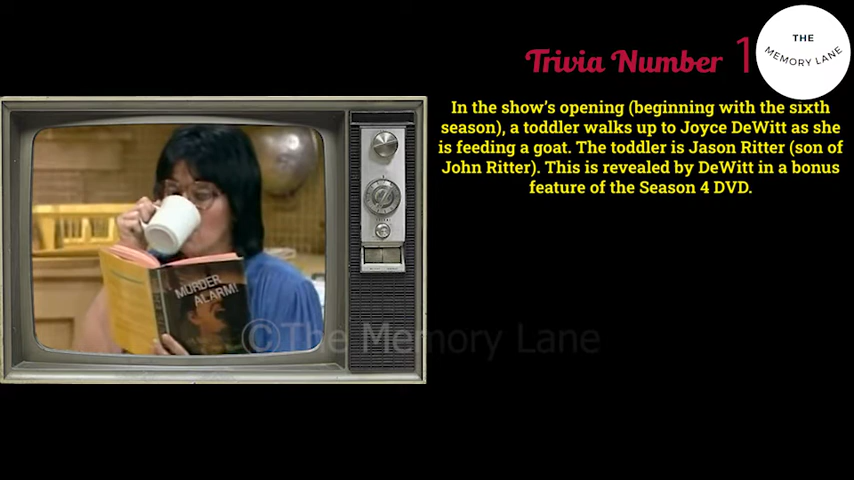 Trivia Number 1
THE
MEMORY LANE
In the show's opening (beginning with the sixth
season), a toddler walks up to Joyce DeWitt as she
is feeding a goat. The toddler is Jason Ritter (son of
John Ritter). This is revealed by DeWitt in a bonus
feature of the Season 4 DVD.
MURDER
ALARM!
©The Memory Lane